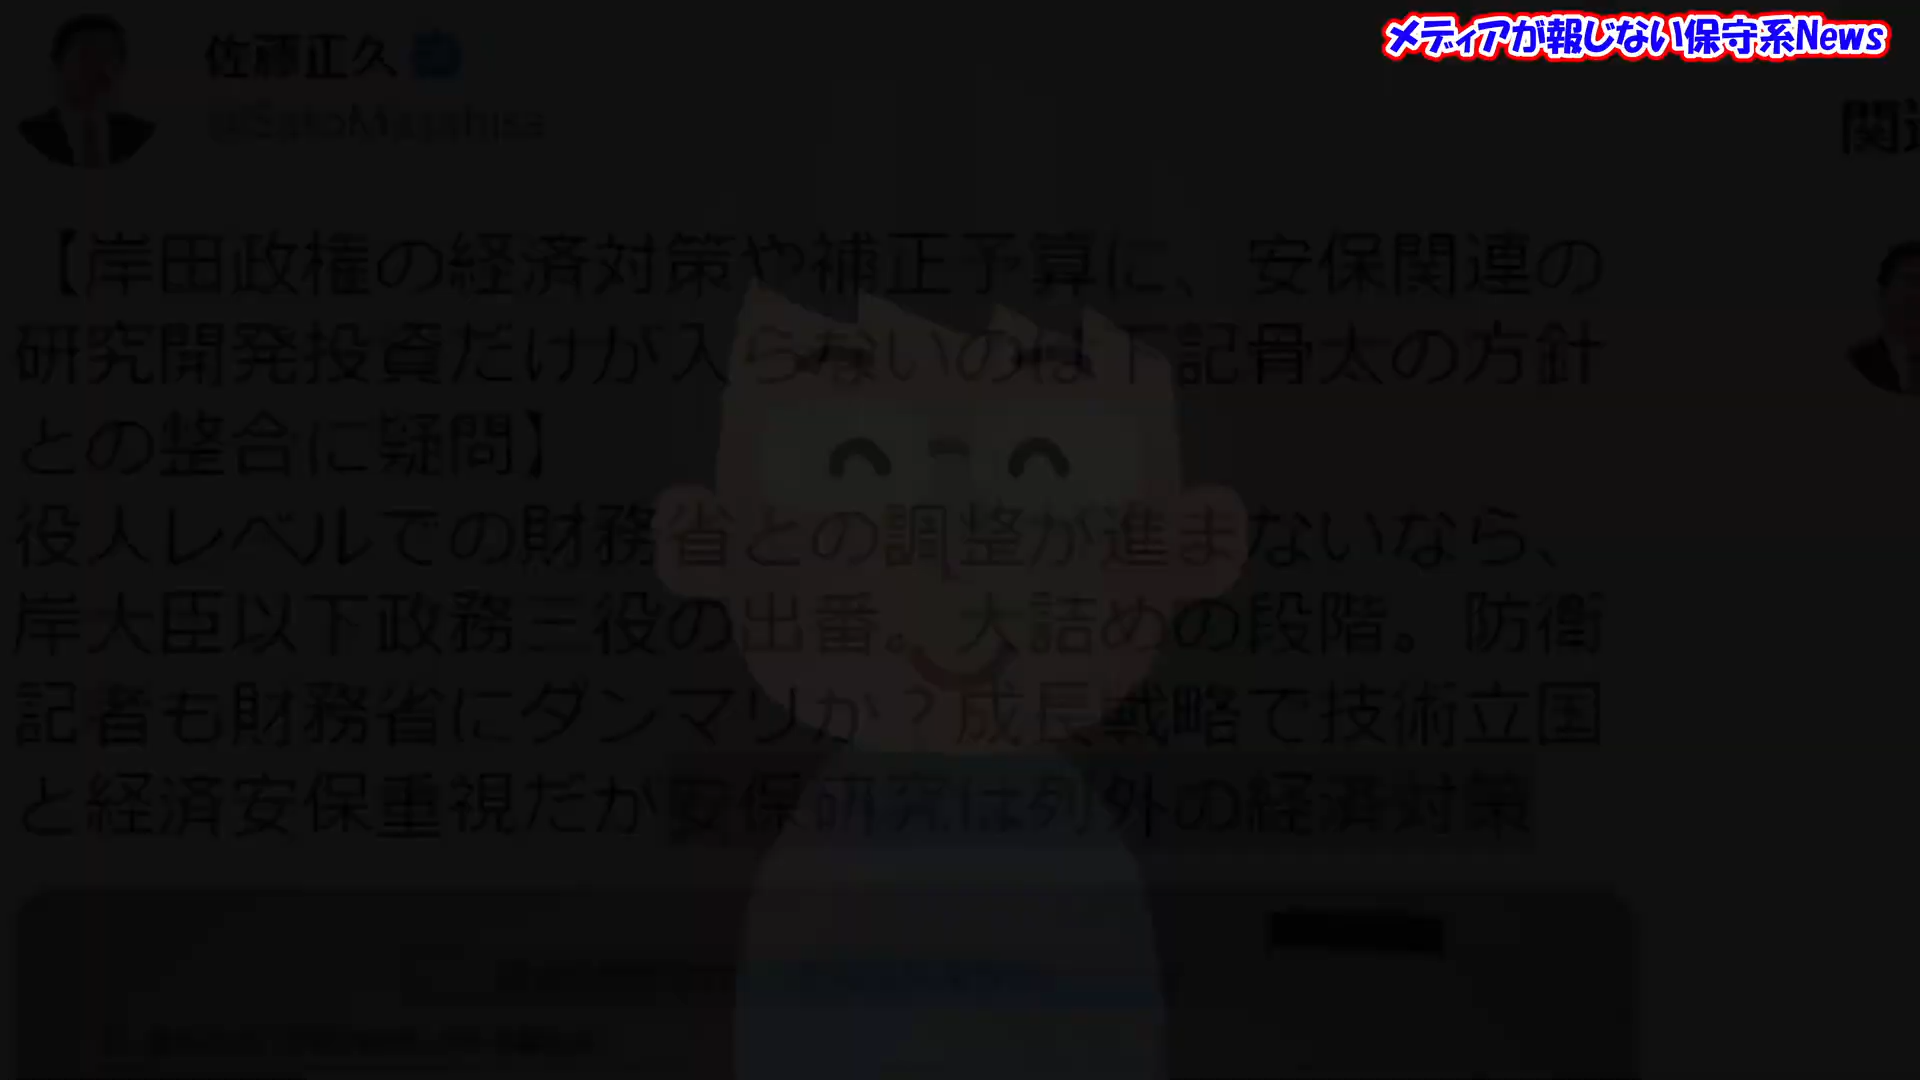 メディアが報じない保守系News
佐藤正久
@SatoMasahisa
関連
【岸田政権の経済対策や補正予算に、安保関連の
研究開発投資だけが入らないのは下記骨太の方針
との整合に疑問】
役人レベルでの財務省との調整が進まないなら、
岸大臣以下政務三役の出番。大詰めの段階。防衛
記者も財務省にダンマリか？成長戦略で技術立国
と経済安保重視だが安保研究は列外の経済対策